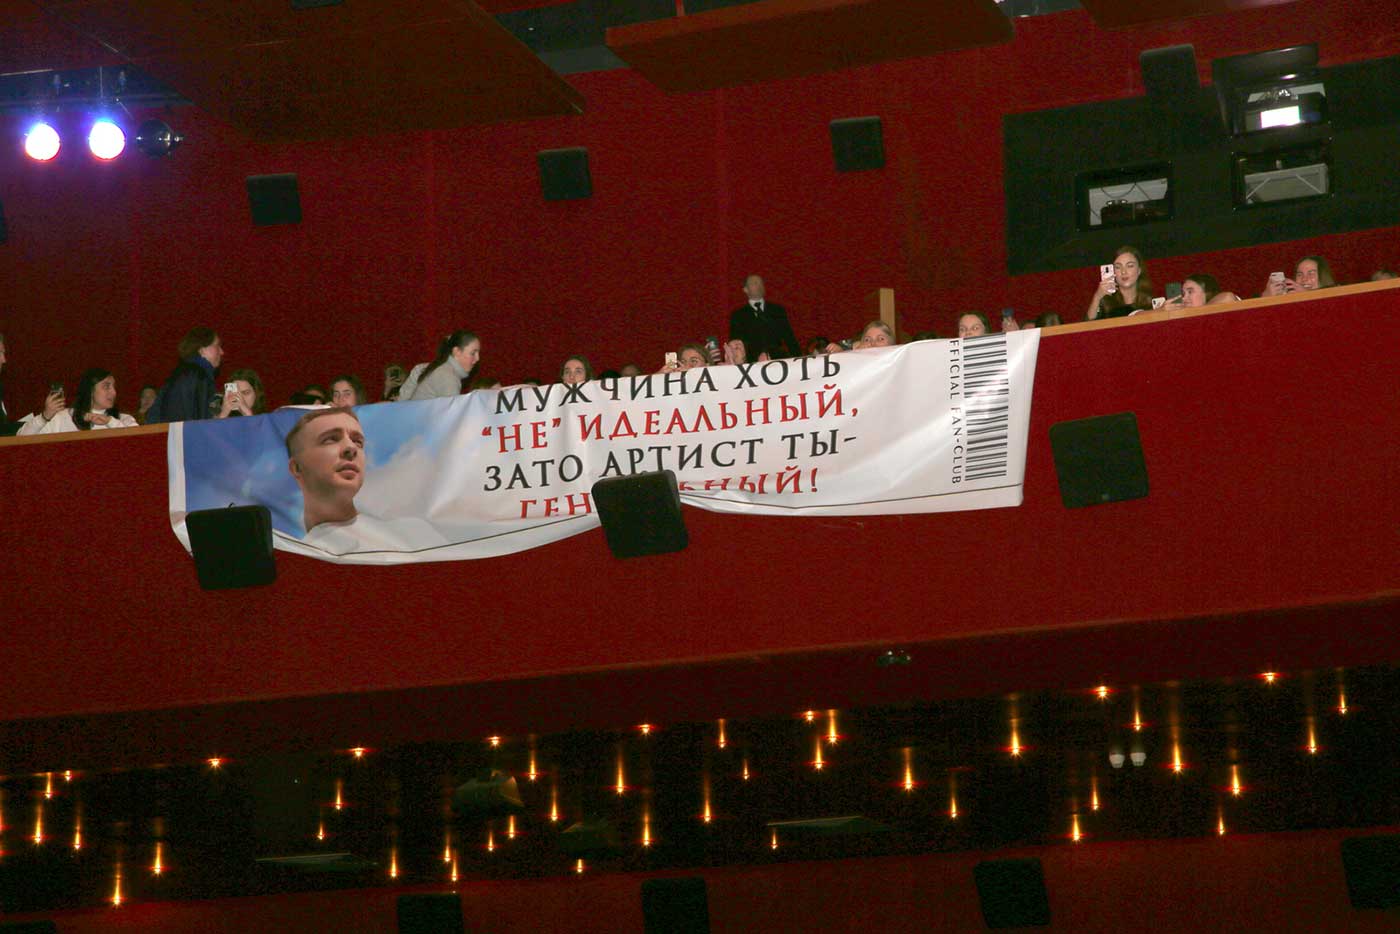 МУЖЧИНА ХОТЬ
"НЕ" ИДЕАЛЬНЫЙ,
ЗАТО АРТИСТ ТЫ-
FFICIAL FAN-CLUB